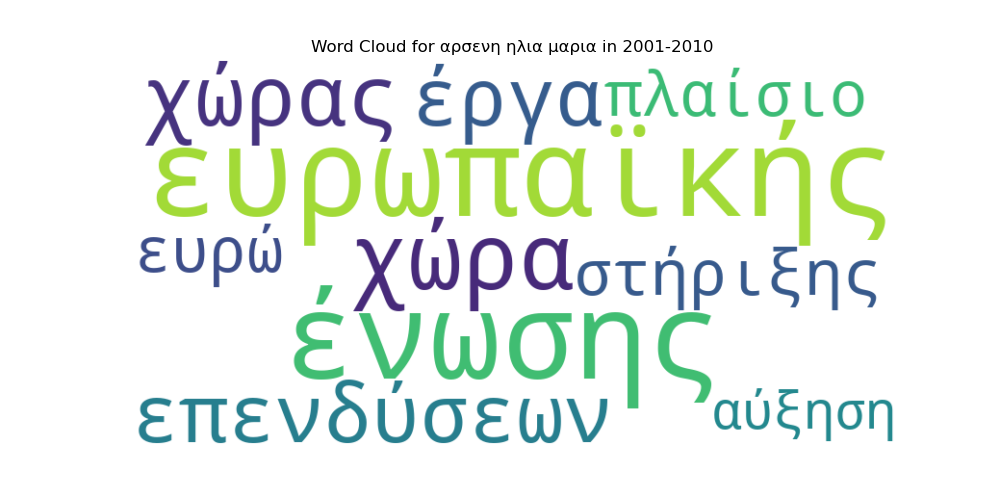 Word Cloud for αρσενη ηλια μαρια in 2001-2010
χώρας έργα πλαίσιο
ευρωπαϊκής
ευρώ χώρα στήριξης
ένωσης
επενδύσεων αύξηση